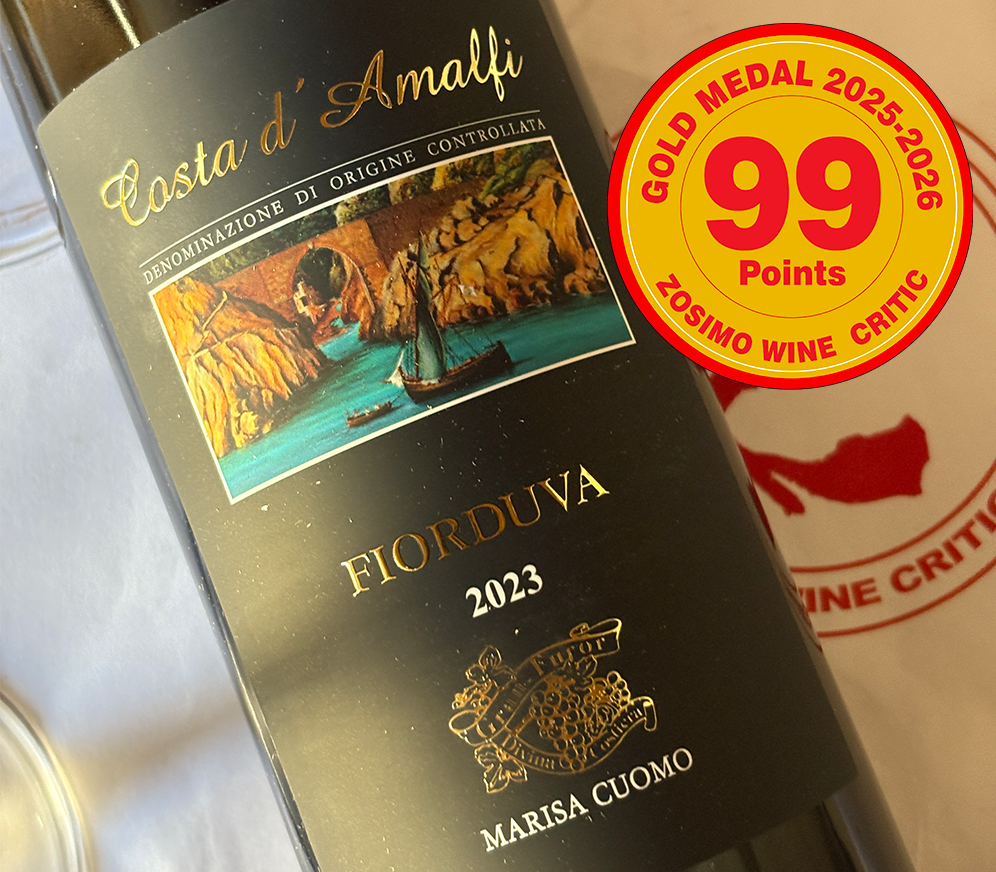 Costa d' Amalfi
DENOMINAZIONE DI ORIGINE CONTROLLATA
FIORDUVA
2023
Gran Furor
Divina Costiera
MARISA CUOMO
GOLD MEDAL 2025-2026
99
Points
ZOSIMO WINE CRITIC
WINE CRITIC